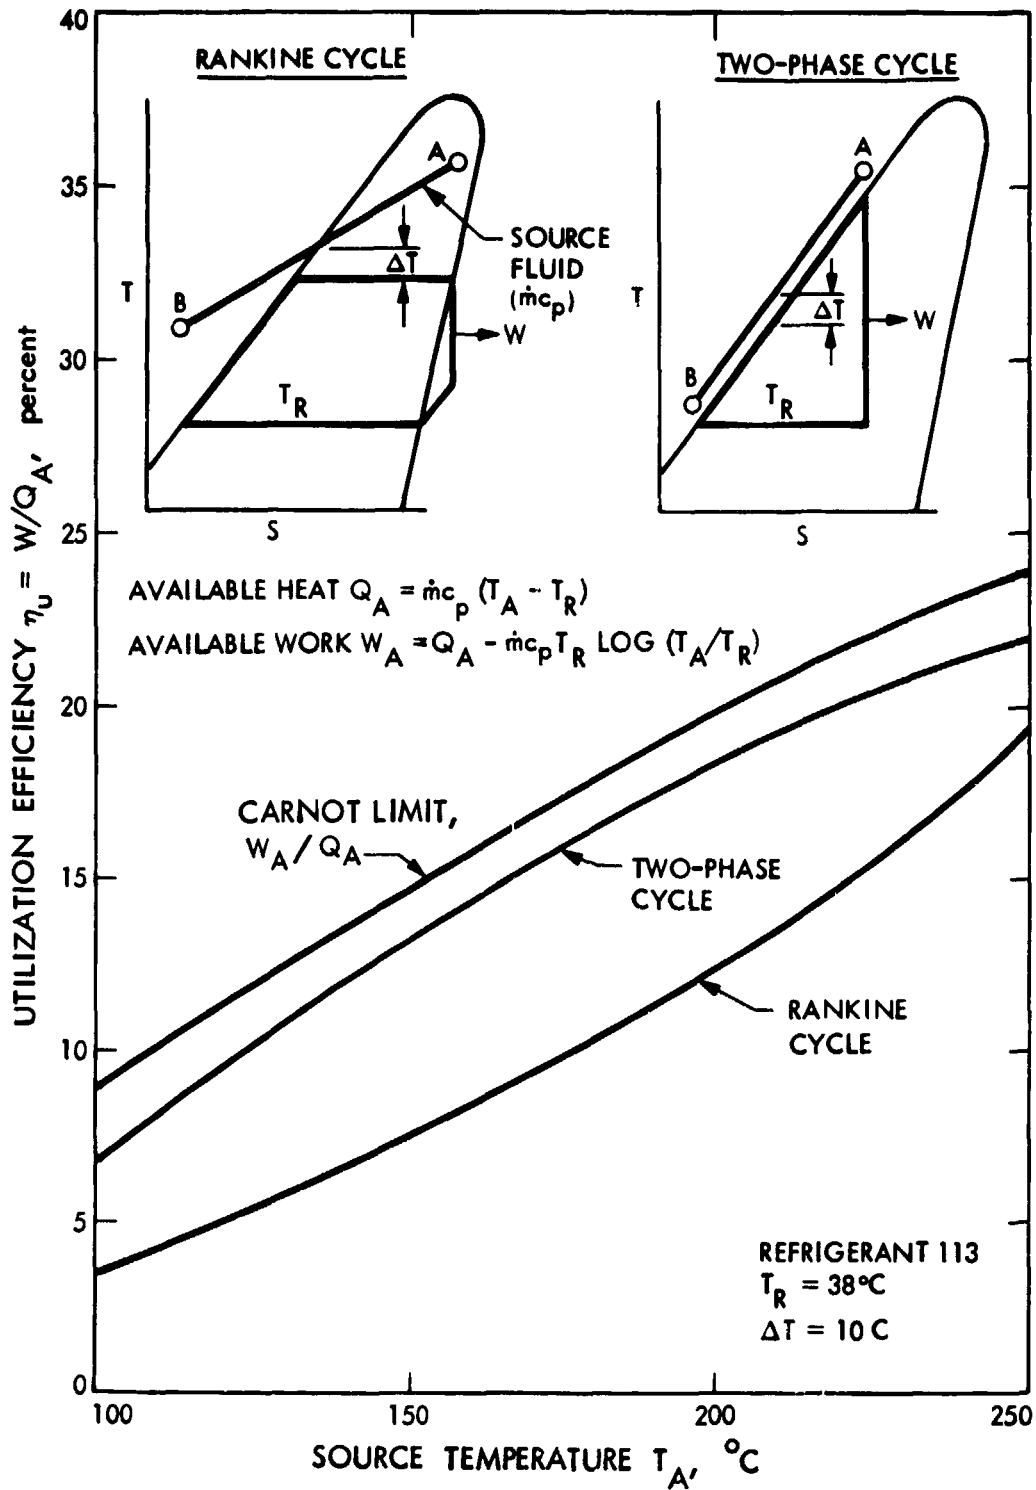 40
35
30
25
20
15
10
5
0
UTILIZATION EFFICIENCY η_u = W/Q_A, percent
RANKINE CYCLE
T
A
B
ΔT
SOURCE
FLUID
(ṁc_p)
W
T_R
S
TWO-PHASE CYCLE
T
A
B
ΔT
W
T_R
S
AVAILABLE HEAT Q_A = ṁc_p (T_A - T_R)
AVAILABLE WORK W_A = Q_A - ṁc_p T_R LOG (T_A/T_R)
CARNOT LIMIT,
W_A / Q_A
TWO-PHASE
CYCLE
RANKINE
CYCLE
REFRIGERANT 113
T_R = 38°C
ΔT = 10 C
100 150 200 250
SOURCE TEMPERATURE T_A, °C